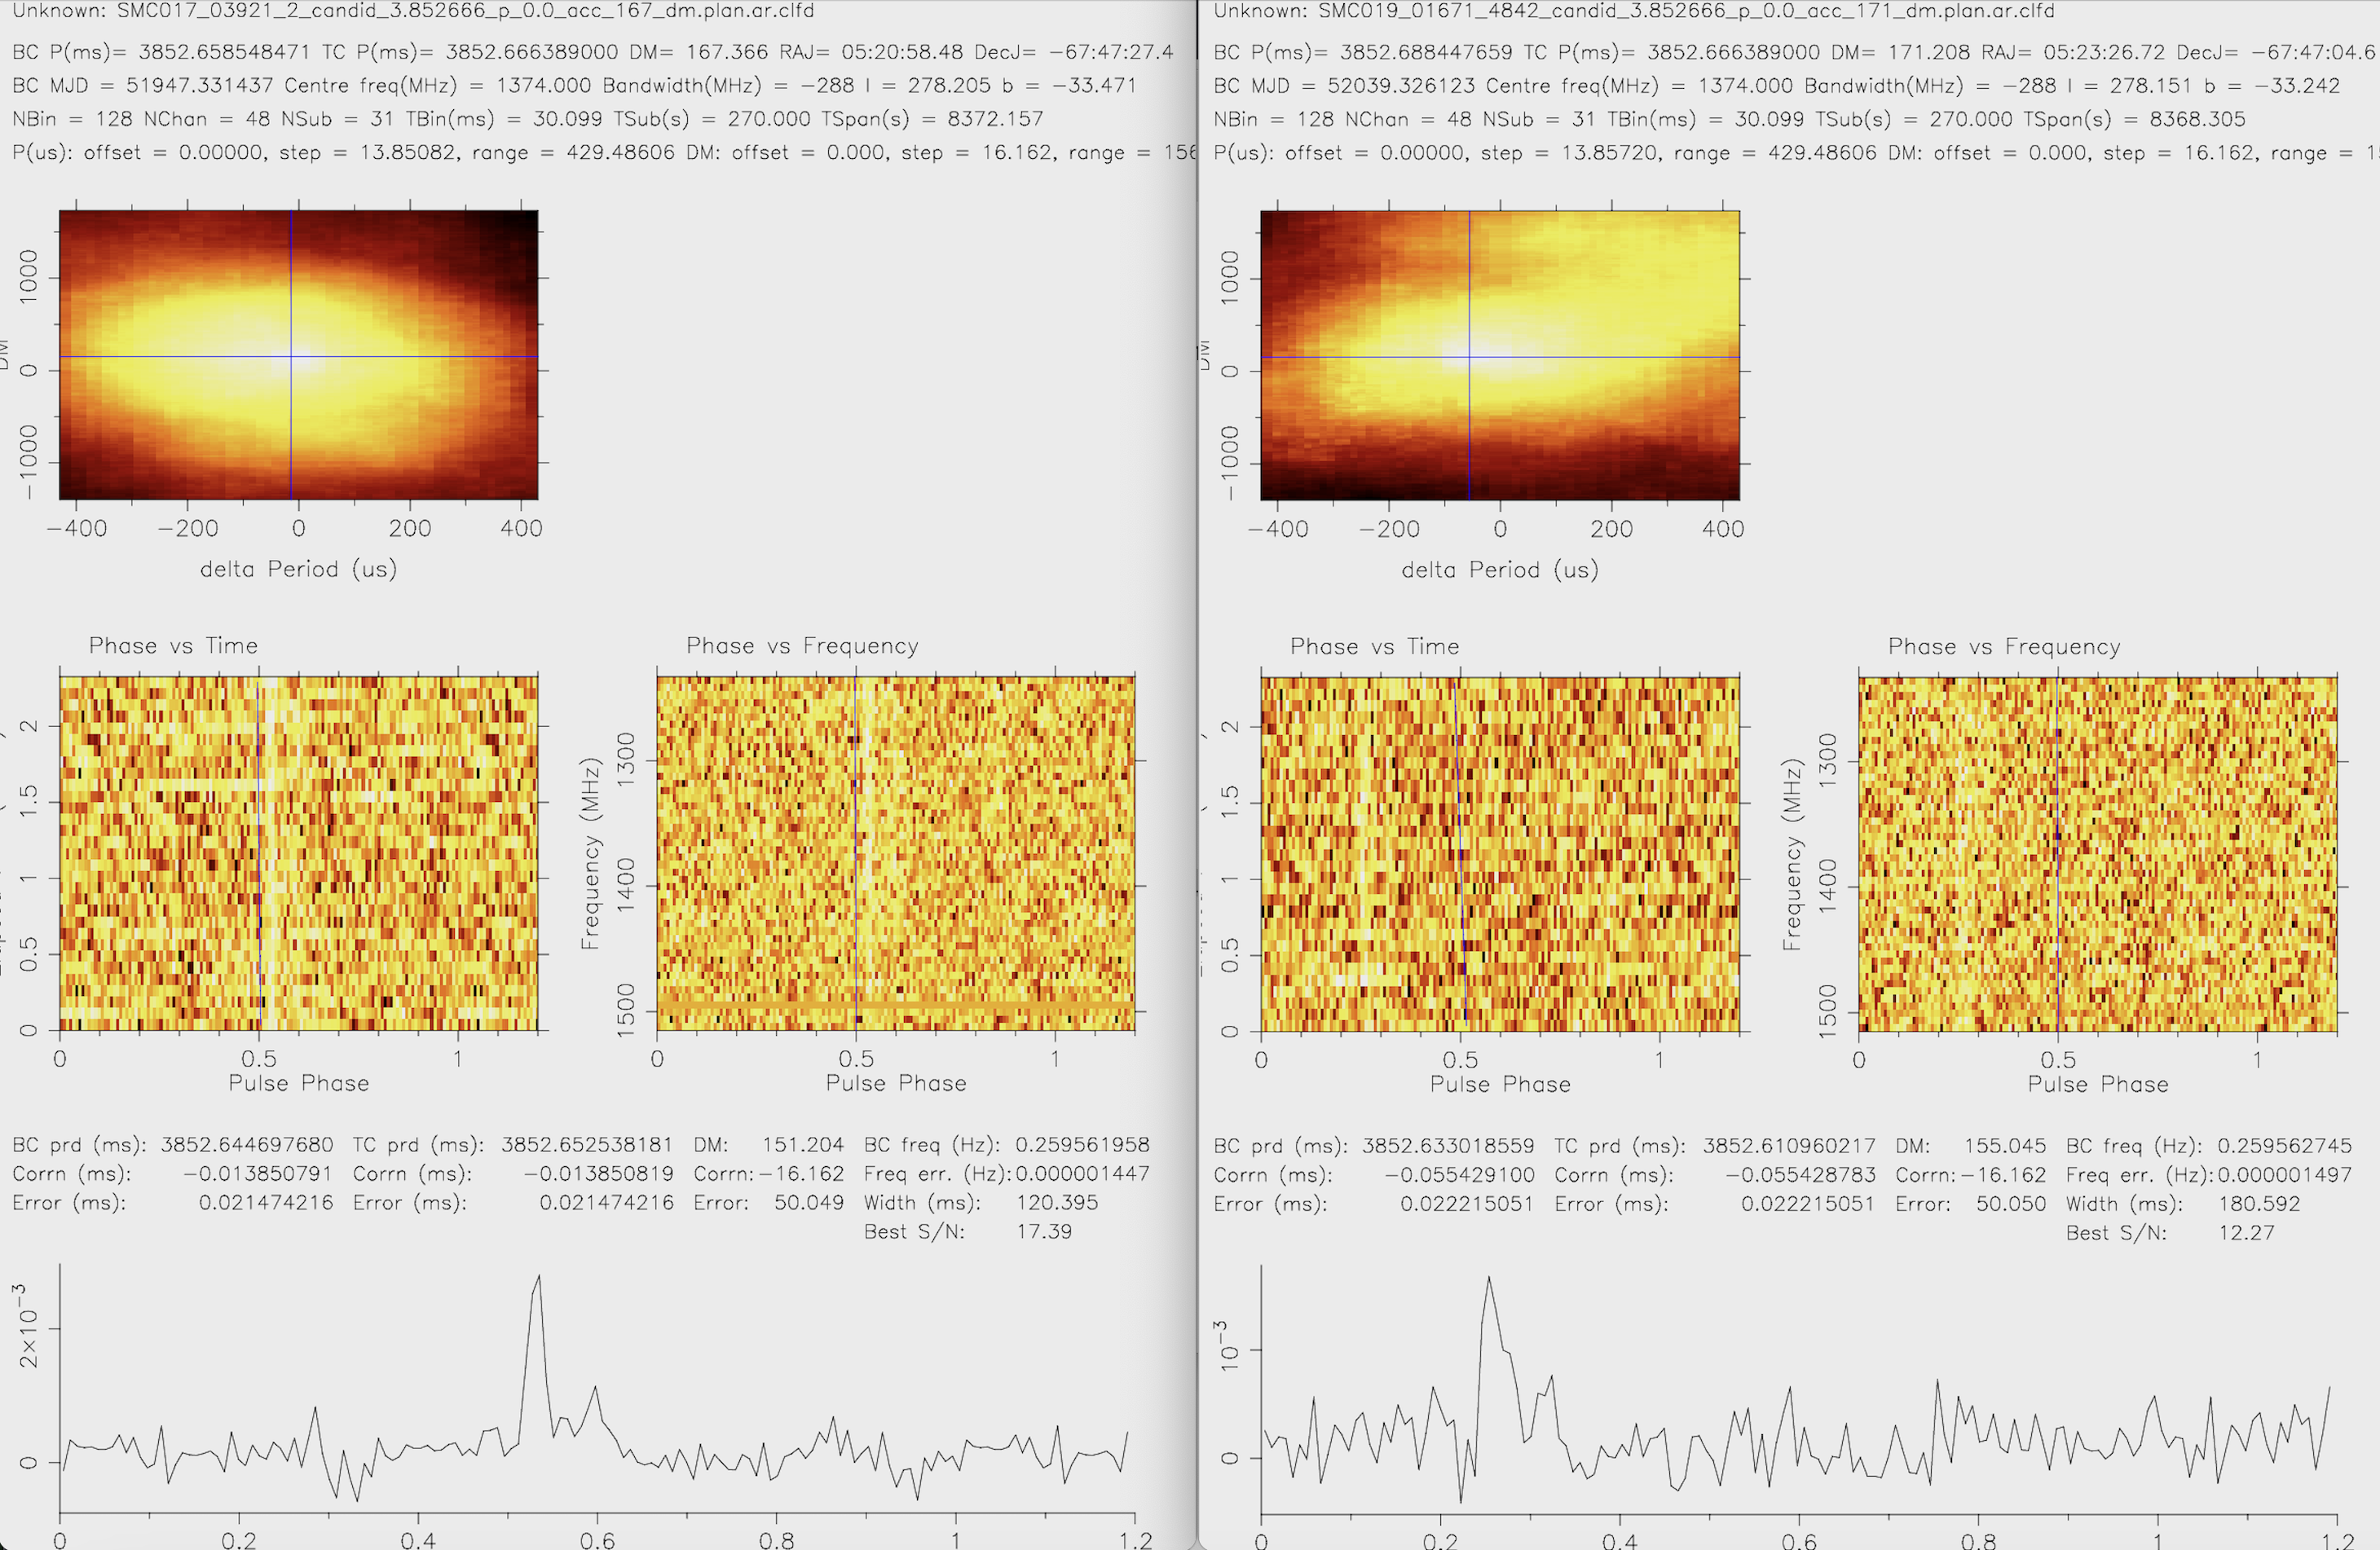 Unknown: SMC017_03921_2_candid_3.852666_p_0.0_acc_167_dm.plan.ar.clfd
BC P(ms)= 3852.658548471 TC P(ms)= 3852.666389000 DM= 167.366 RAJ= 05:20:58.48 DecJ= −67:47:27.4
BC MJD = 51947.331437 Centre freq(MHz) = 1374.000 Bandwidth(MHz) = −288 l = 278.205 b = −33.471
NBin = 128 NChan = 48 NSub = 31 TBin(ms) = 30.099 TSub(s) = 270.000 TSpan(s) = 8372.157
P(us): offset = 0.00000, step = 13.85082, range = 429.48606 DM: offset = 0.000, step = 16.162, range = 156
DM
1000
0
−1000
−400 −200 0 200 400
delta Period (us)
Phase vs Time
2
1.5
1
0.5
0
0 0.5 1
Pulse Phase
Phase vs Frequency
Frequency (MHz)
1300
1400
1500
0 0.5 1
Pulse Phase
BC prd (ms): 3852.644697680 TC prd (ms): 3852.652538181 DM: 151.204 BC freq (Hz): 0.259561958
Corrn (ms): −0.013850791 Corrn (ms): −0.013850819 Corrn: −16.162 Freq err. (Hz): 0.000001447
Error (ms): 0.021474216 Error (ms): 0.021474216 Error: 50.049 Width (ms): 120.395
Best S/N: 17.39
2×10−3
0
0 0.2 0.4 0.6 0.8 1 1.2
Unknown: SMC019_01671_4842_candid_3.852666_p_0.0_acc_171_dm.plan.ar.clfd
BC P(ms)= 3852.688447659 TC P(ms)= 3852.666389000 DM= 171.208 RAJ= 05:23:26.72 DecJ= −67:47:04.6
BC MJD = 52039.326123 Centre freq(MHz) = 1374.000 Bandwidth(MHz) = −288 l = 278.151 b = −33.242
NBin = 128 NChan = 48 NSub = 31 TBin(ms) = 30.099 TSub(s) = 270.000 TSpan(s) = 8368.305
P(us): offset = 0.00000, step = 13.85720, range = 429.48606 DM: offset = 0.000, step = 16.162, range =
DM
1000
0
−1000
−400 −200 0 200 400
delta Period (us)
Phase vs Time
2
1.5
1
0.5
0
0 0.5 1
Pulse Phase
Phase vs Frequency
Frequency (MHz)
1300
1400
1500
0 0.5 1
Pulse Phase
BC prd (ms): 3852.633018559 TC prd (ms): 3852.610960217 DM: 155.045 BC freq (Hz): 0.259562745
Corrn (ms): −0.055429100 Corrn (ms): −0.055428783 Corrn: −16.162 Freq err. (Hz): 0.000001497
Error (ms): 0.022215051 Error (ms): 0.022215051 Error: 50.050 Width (ms): 180.592
Best S/N: 12.27
10−3
0
0 0.2 0.4 0.6 0.8 1 1.2